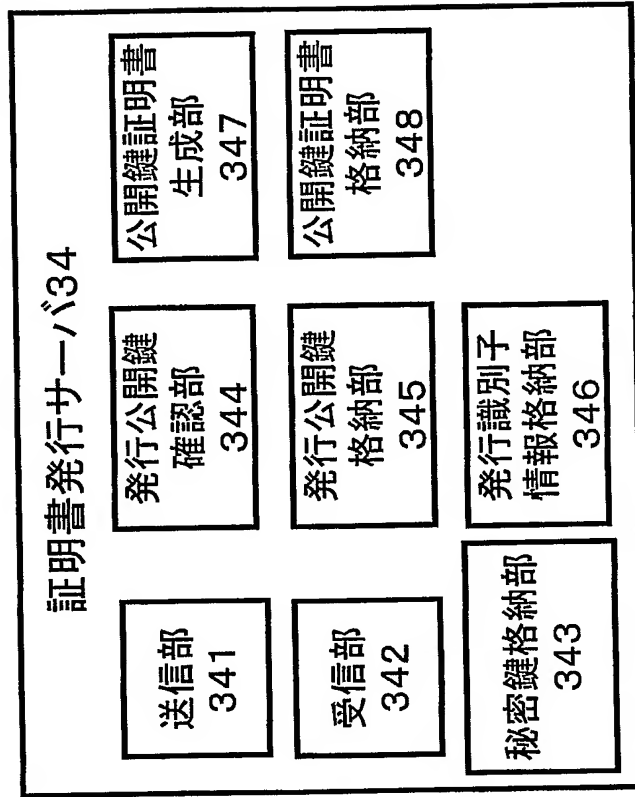 証明書発行サーバ34
送信部
341
受信部
342
秘密鍵格納部
343
発行公開鍵
確認部
344
発行公開鍵
格納部
345
発行識別子
情報格納部
346
公開鍵証明書
生成部
347
公開鍵証明書
格納部
348